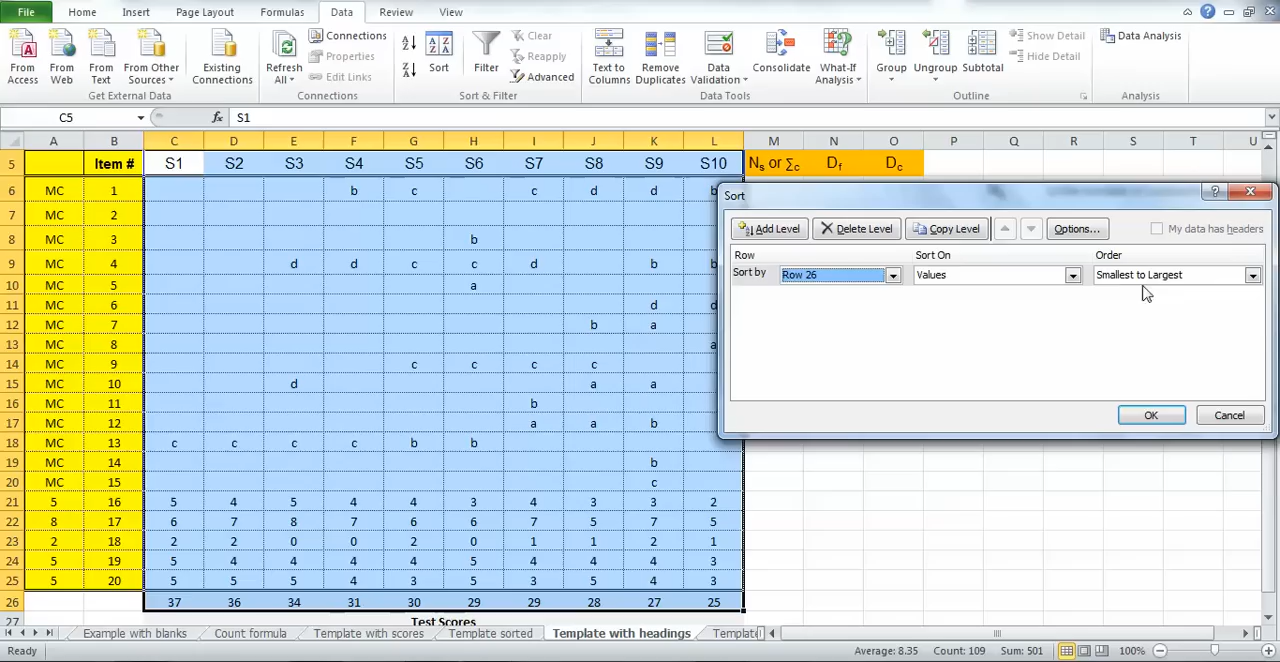 File Home Insert Page Layout Formulas Data Review View
From Access From Web From Text From Other Sources Existing Connections Refresh All Connections Properties Edit Links Sort Filter Clear Reapply Advanced Text to Columns Remove Duplicates Data Validation Consolidate What-If Analysis Group Ungroup Subtotal Show Detail Hide Detail Data Analysis
Get External Data Connections Sort & Filter Data Tools Outline Analysis
C5 fx S1
A B C D E F G H I J K L M N O P Q R S T U
5 Item # S1 S2 S3 S4 S5 S6 S7 S8 S9 S10 Ns or ∑c Df Dc
6 MC 1 b c c d d
7 MC 2
8 MC 3 b
9 MC 4 d d c c d b
10 MC 5 a
11 MC 6 d d
12 MC 7 b a
13 MC 8 a
14 MC 9 c c c c
15 MC 10 d a a
16 MC 11 b
17 MC 12 a a b
18 MC 13 c c c c b b
19 MC 14 b
20 MC 15 c
21 5 16 5 4 5 4 4 3 4 3 3 2
22 8 17 6 7 8 7 6 6 7 5 7 5
23 2 18 2 2 0 0 2 0 1 1 2 1
24 5 19 5 4 4 4 4 5 4 4 4 3
25 5 20 5 5 5 4 3 5 3 5 4 3
26 37 36 34 31 30 29 29 28 27 25
27 Test Scores
Sort
Add Level Delete Level Copy Level Options... My data has headers
Row Sort On Order
Sort by Row 26 Values Smallest to Largest
OK Cancel
Example with blanks Count formula Template with scores Template sorted Template with headings Templat
Ready Average: 8.35 Count: 109 Sum: 501 100%